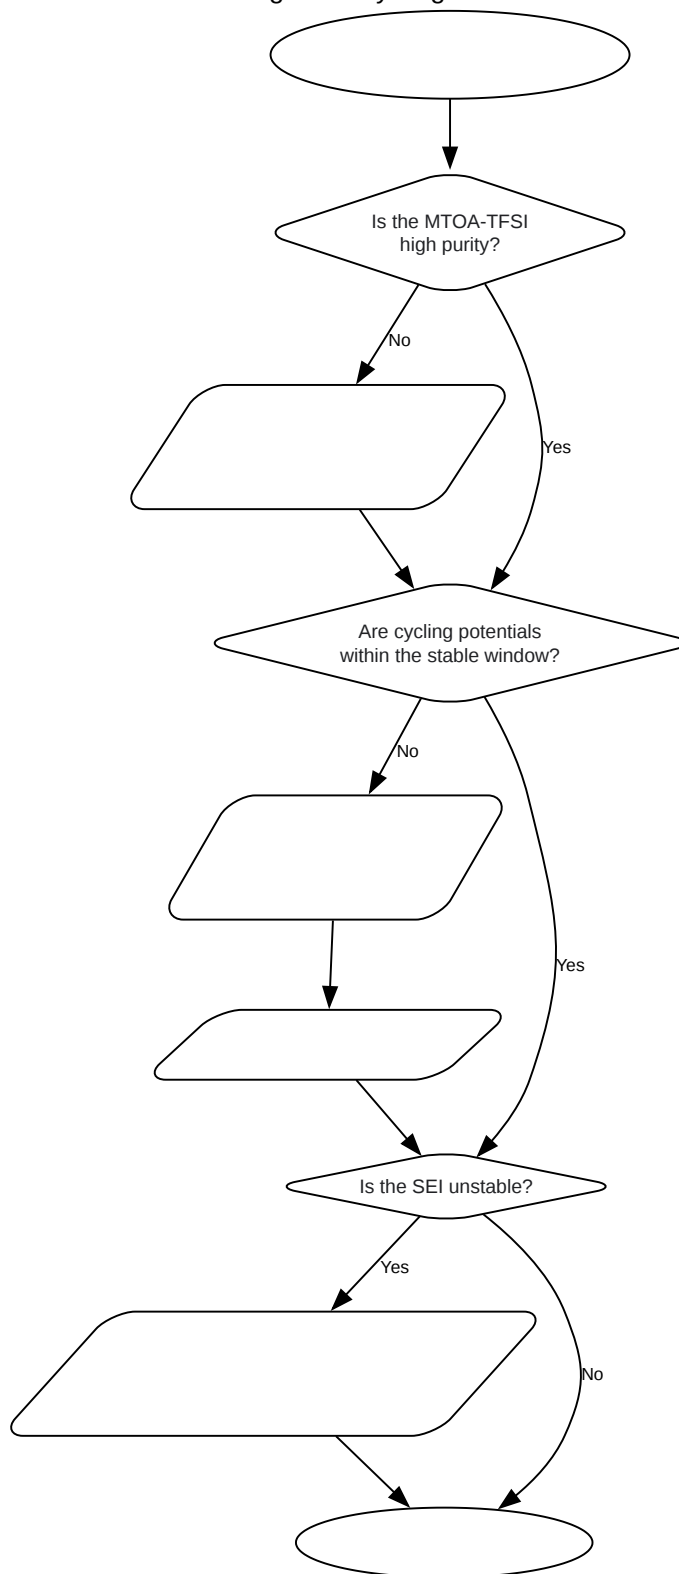 Is the MTOA-TFSI
high purity?
No
Yes
Are cycling potentials
within the stable window?
No
Yes
Is the SEI unstable?
Yes
No